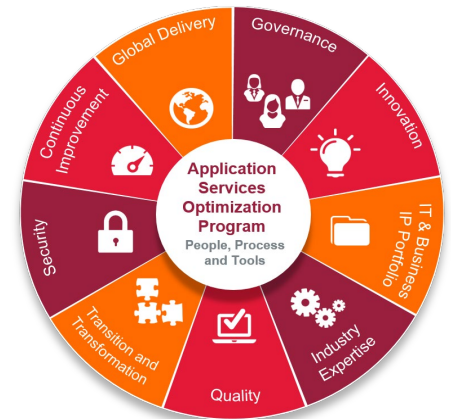 Application
Services
Optimization
Program
People, Process
and Tools
Governance
Innovation
IT & Business
IP Portfolio
Industry
Expertise
Quality
Transition and
Transformation
Security
Continuous
Improvement
Global Delivery